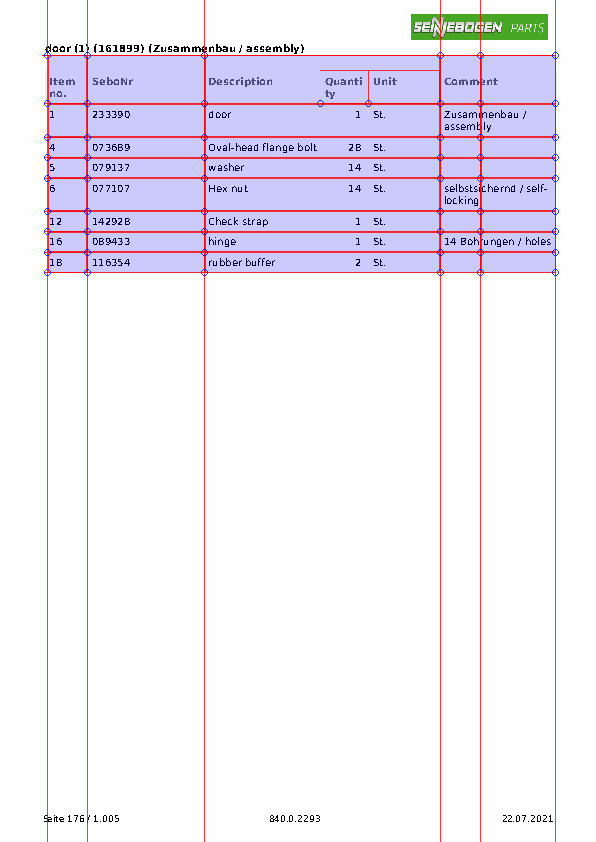 SENNEBOGEN PARTS
door (1) (161899) (Zusammenbau / assembly)
Item no. SeboNr Description Quantity Unit Comment
1 233390 door 1 St. Zusammenbau /
assembly
4 073689 Oval-head flange bolt 28 St.
5 079137 washer 14 St.
6 077107 Hex nut 14 St. selbstsichernd / self-
locking
12 142928 Check strap 1 St.
16 089433 hinge 1 St. 14 Bohrungen / holes
18 116354 rubber buffer 2 St.
Seite 176 / 1.005 840.0.2293 22.07.2021